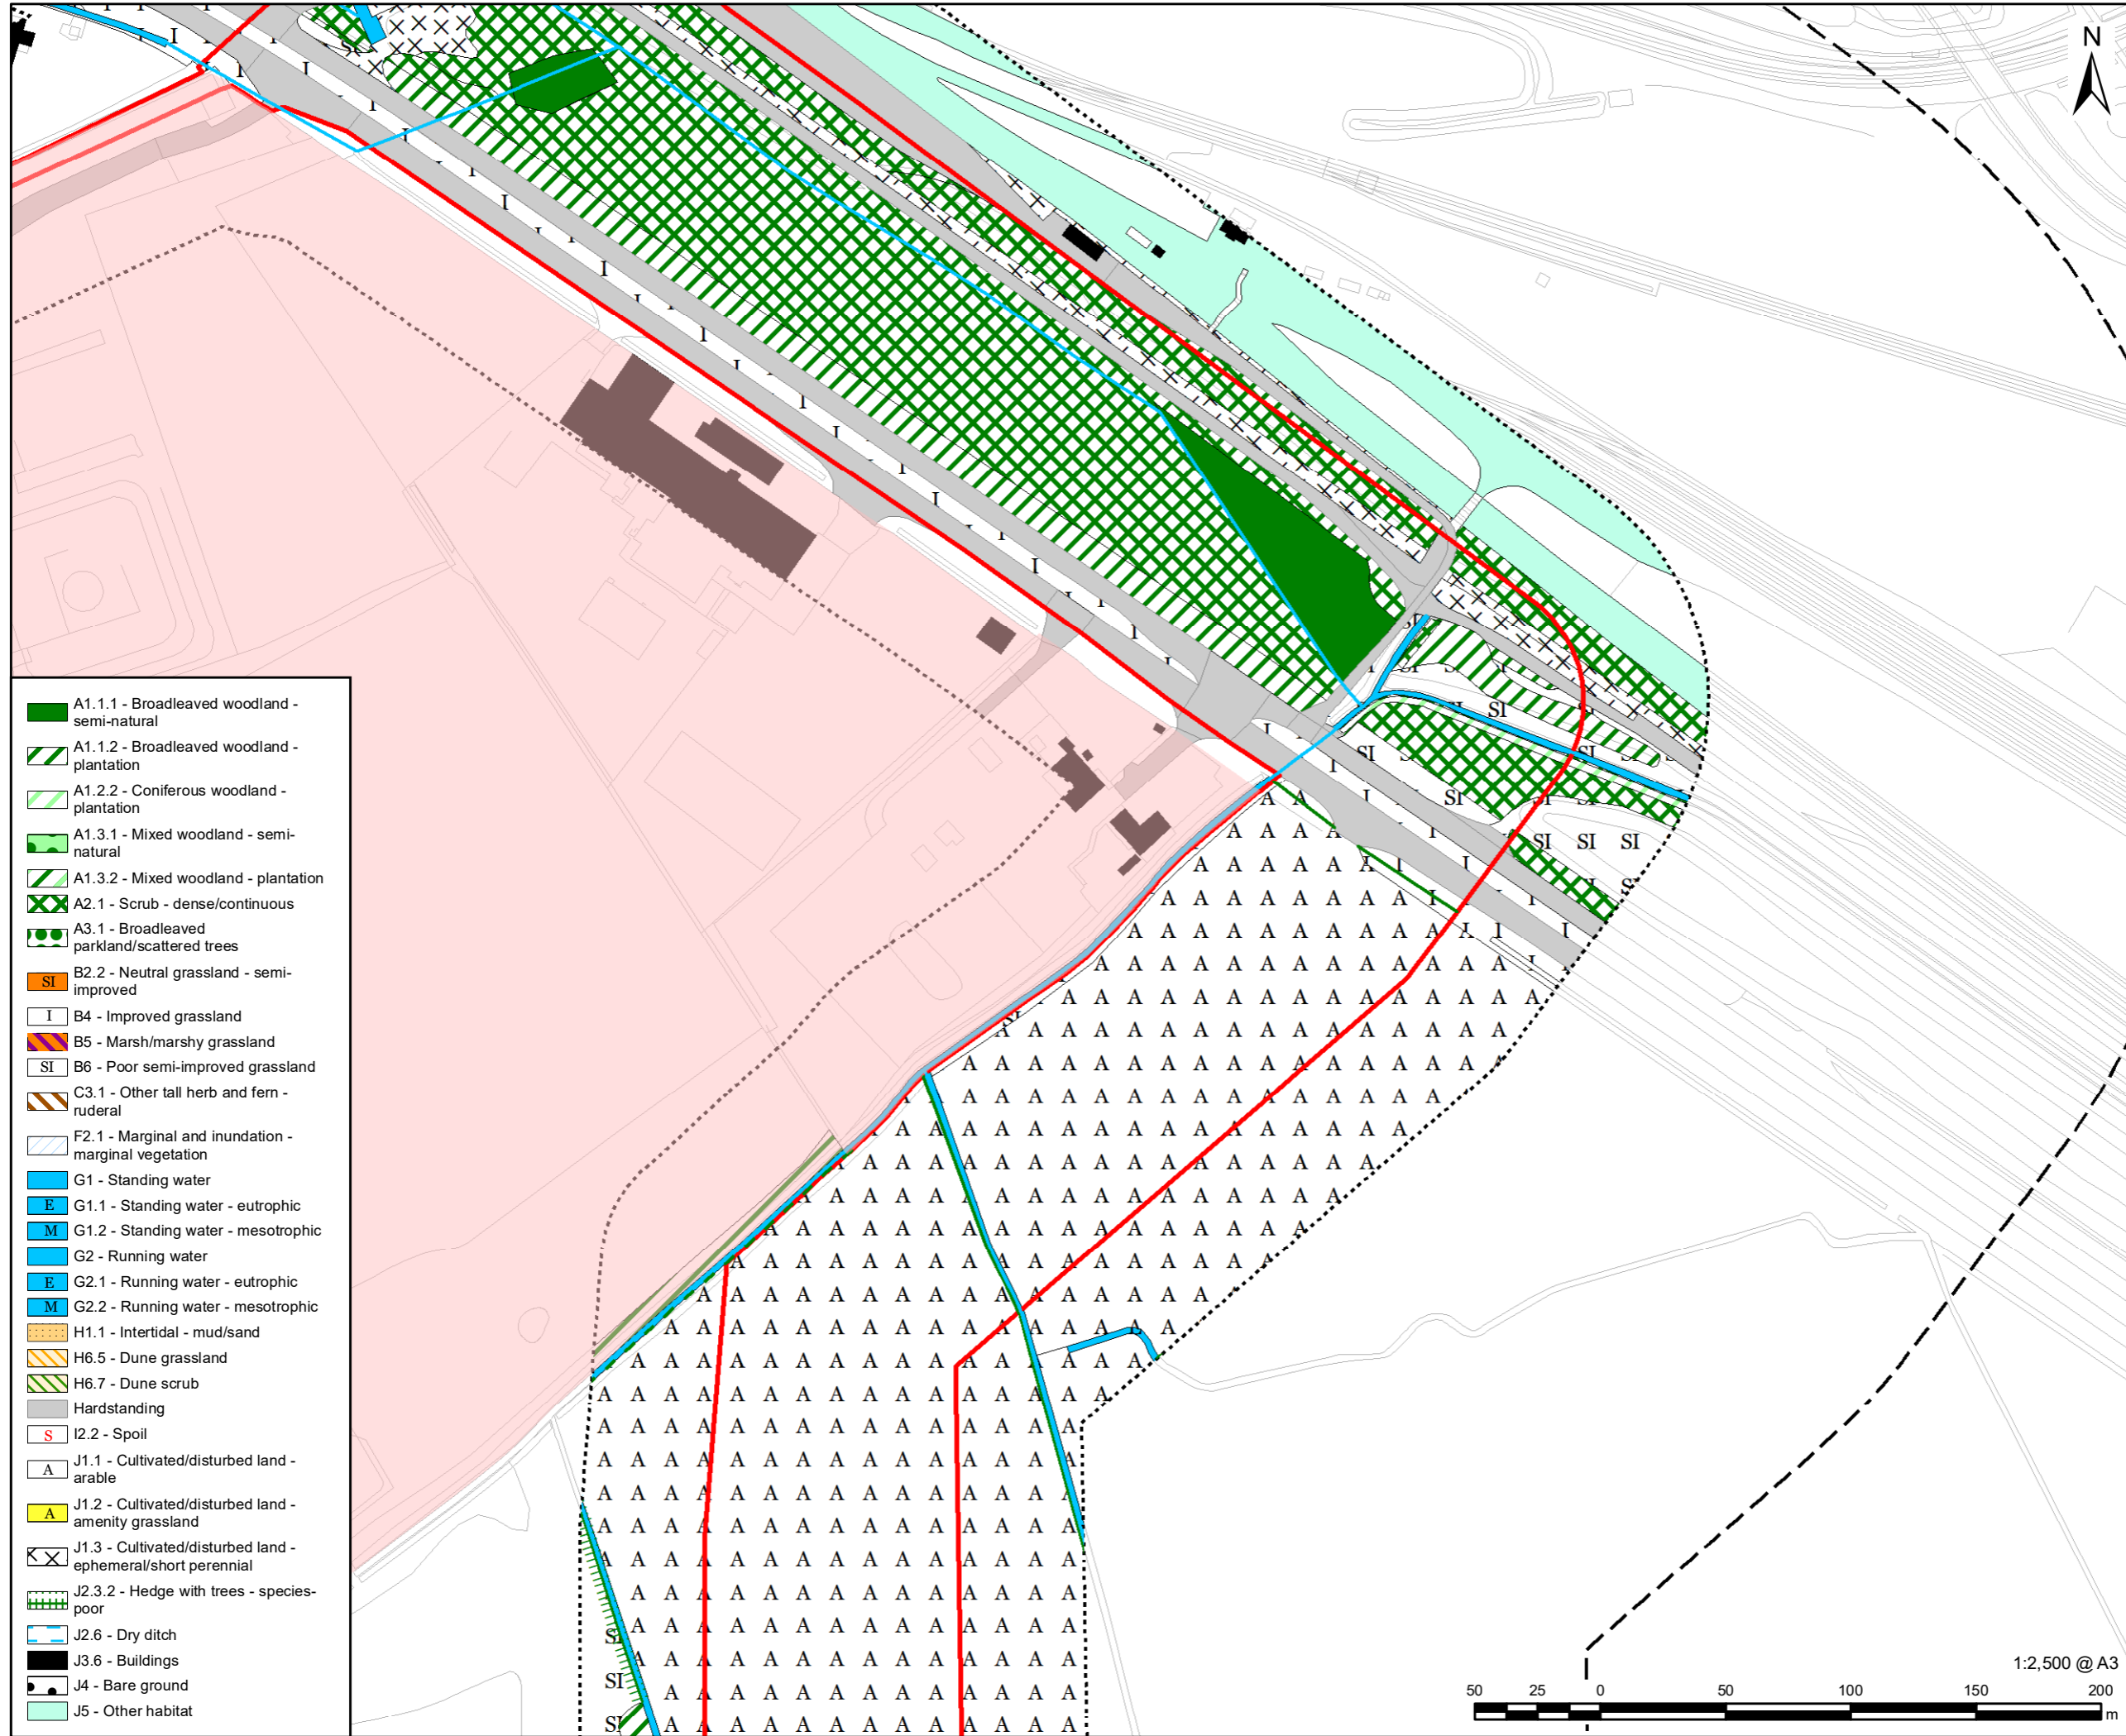 N
A1.1.1 - Broadleaved woodland -
semi-natural
A1.1.2 - Broadleaved woodland -
plantation
A1.2.2 - Coniferous woodland -
plantation
A1.3.1 - Mixed woodland - semi-
natural
A1.3.2 - Mixed woodland - plantation
A2.1 - Scrub - dense/continuous
A3.1 - Broadleaved
parkland/scattered trees
SI B2.2 - Neutral grassland - semi-
improved
I B4 - Improved grassland
B5 - Marsh/marshy grassland
SI B6 - Poor semi-improved grassland
C3.1 - Other tall herb and fern -
ruderal
F2.1 - Marginal and inundation -
marginal vegetation
G1 - Standing water
E G1.1 - Standing water - eutrophic
M G1.2 - Standing water - mesotrophic
G2 - Running water
E G2.1 - Running water - eutrophic
M G2.2 - Running water - mesotrophic
H1.1 - Intertidal - mud/sand
H6.5 - Dune grassland
H6.7 - Dune scrub
Hardstanding
S I2.2 - Spoil
A J1.1 - Cultivated/disturbed land -
arable
A J1.2 - Cultivated/disturbed land -
amenity grassland
J1.3 - Cultivated/disturbed land -
ephemeral/short perennial
J2.3.2 - Hedge with trees - species-
poor
J2.6 - Dry ditch
J3.6 - Buildings
J4 - Bare ground
J5 - Other habitat
1:2,500 @ A3
50 25 0 50 100 150 200
m